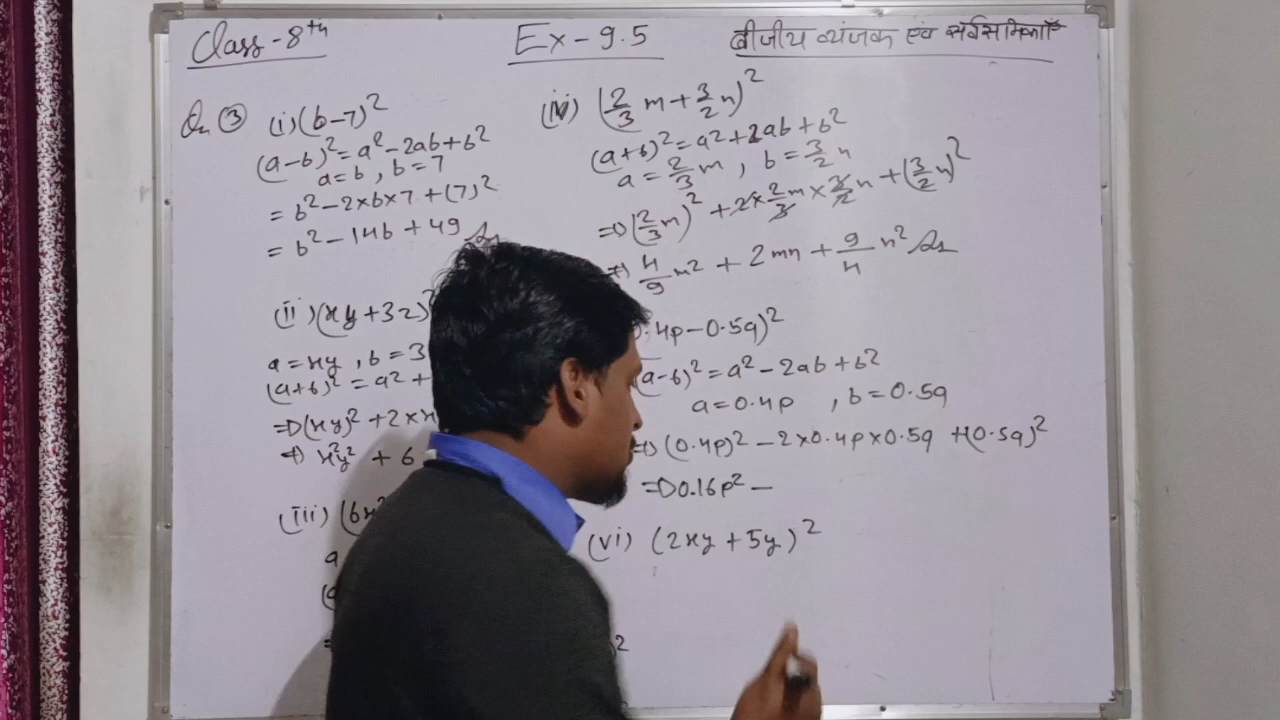 Class-8th
Ex-9.5
बीजीय व्यंजक एवं सर्वसमिकाएँ
Qn ③ (i) (b-7)²
(a-b)² = a² - 2ab + b²
a = b, b = 7
= b² - 2×b×7 + (7)²
= b² - 14b + 49 Ans
(ii) (xy+3z)
a = xy, b = 3
(a+b)² = a² +
⇒ (xy)² + 2×x
⇒ x²y² + 6
(iii) (6x²
a
(a
=
)²
(iv) (2/3 m + 3/2 n)²
(a+b)² = a² + 2ab + b²
a = 2/3 m, b = 3/2 n
⇒ (2/3 m)² + 2×2/3 m × 3/2 n + (3/2 n)²
⇒ 4/9 m² + 2mn + 9/4 n² Ans
0.4p - 0.5q)²
(a-b)² = a² - 2ab + b²
a = 0.4p, b = 0.5q
⇒ (0.4p)² - 2×0.4p×0.5q + (0.5q)²
⇒ 0.16p² -
(vi) (2xy + 5y)²